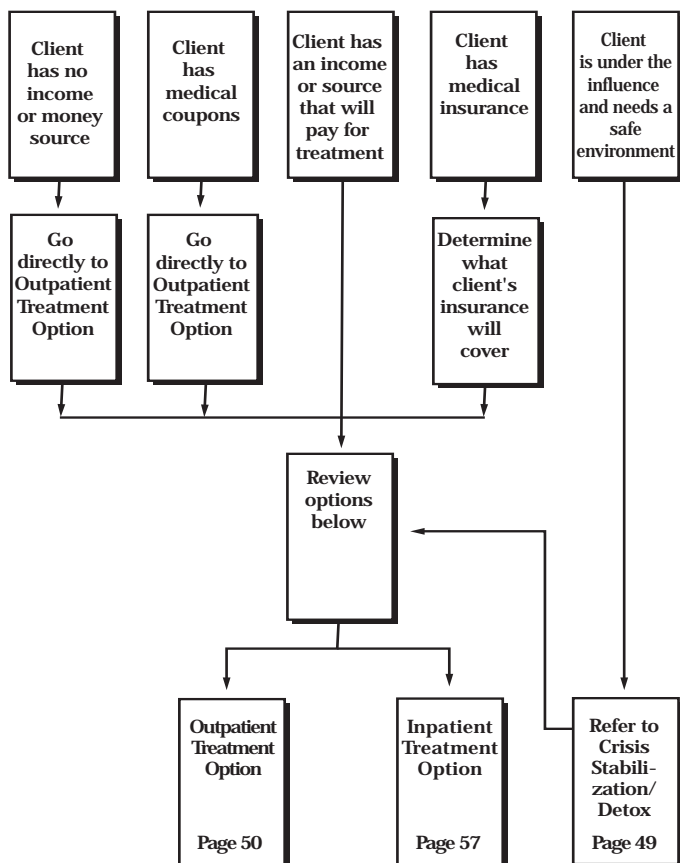 Client
has no
income
or money
source
Client
has
medical
coupons
Client has
an income
or source
that will
pay for
treatment
Client
has
medical
insurance
Client
is under the
influence
and needs a
safe
environment
Go
directly to
Outpatient
Treatment
Option
Go
directly to
Outpatient
Treatment
Option
Determine
what
client's
insurance
will
cover
Review
options
below
Outpatient
Treatment
Option
Page 50
Inpatient
Treatment
Option
Page 57
Refer to
Crisis
Stabili-
zation/
Detox
Page 49